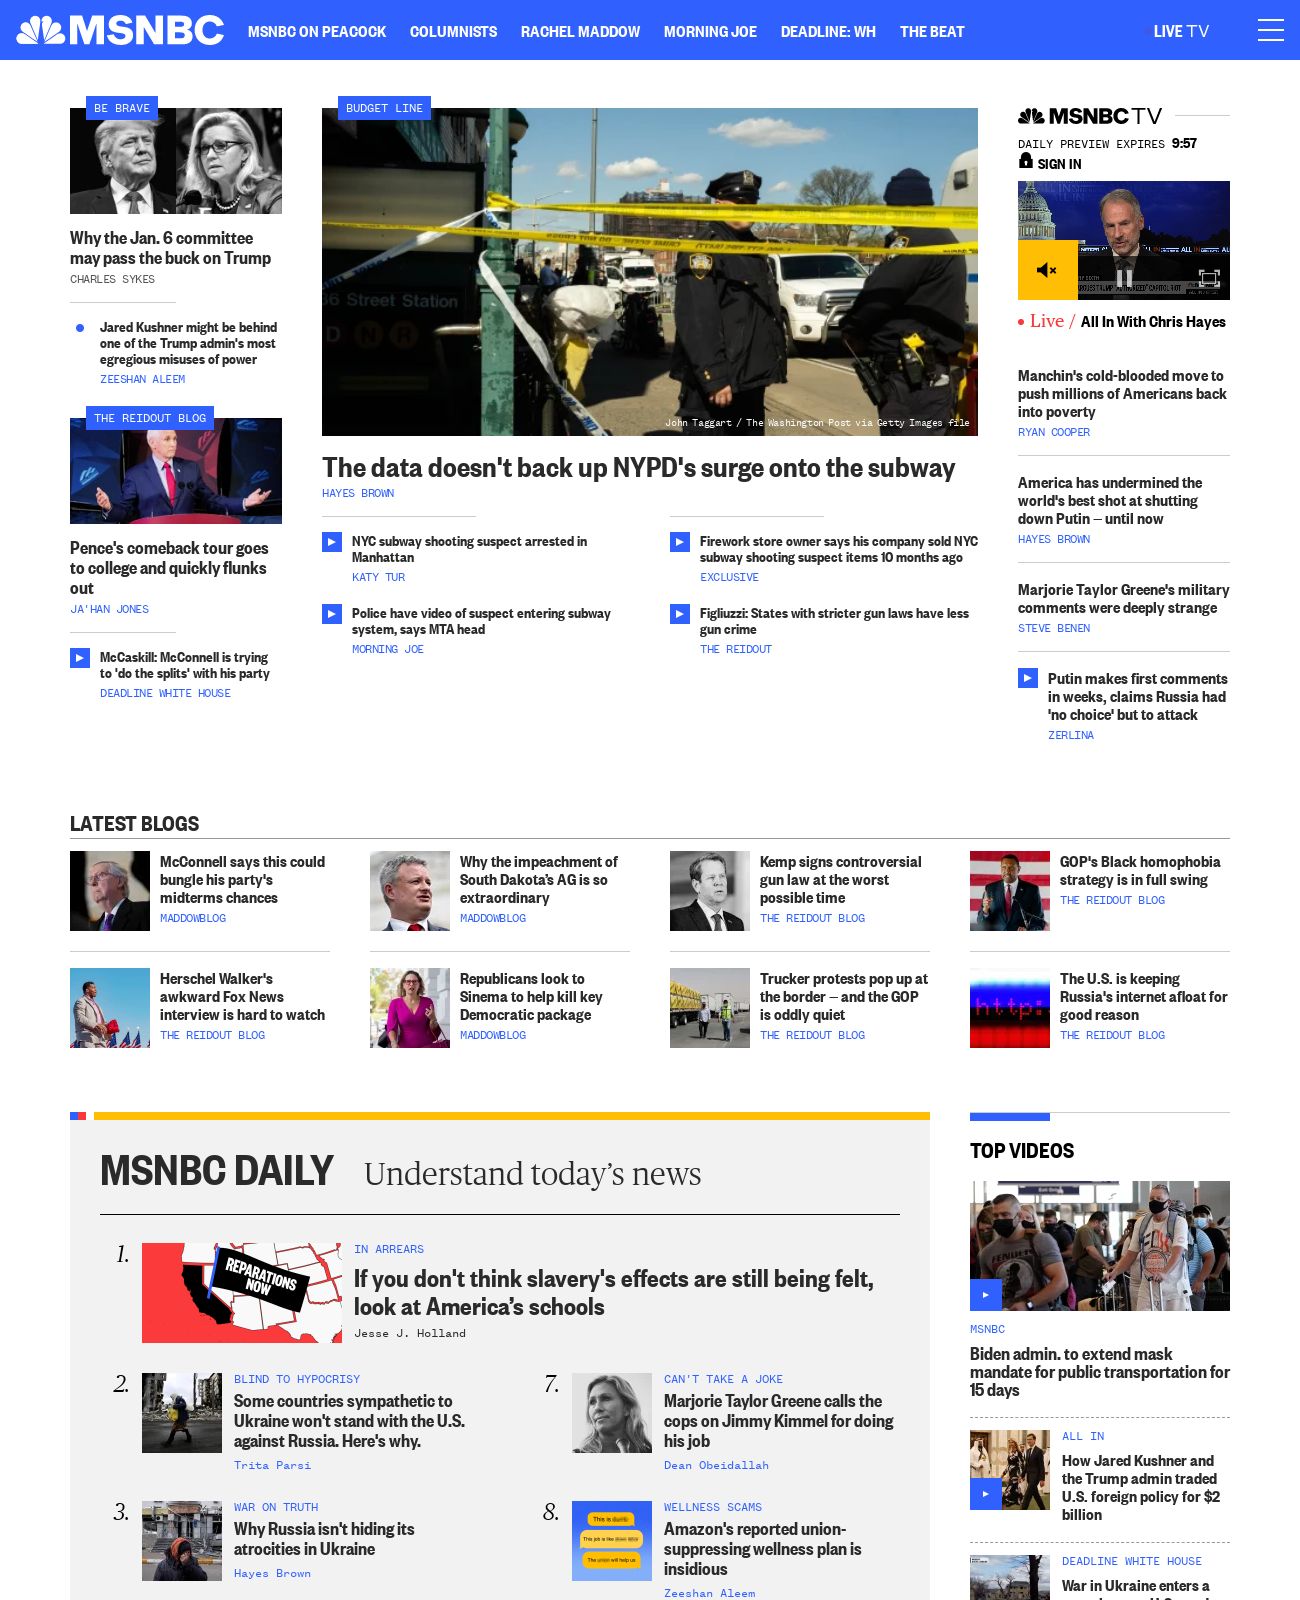 MSNBC
MSNBC ON PEACOCK
COLUMNISTS
RACHEL MADDOW
MORNING JOE
DEADLINE: WH
THE BEAT
LIVE TV
BE BRAVE
Why the Jan. 6 committee
may pass the buck on Trump
CHARLES SYKES
Jared Kushner might be behind
one of the Trump admin's most
egregious misuses of power
ZEESHAN ALEEM
THE REIDOUT BLOG
Pence's comeback tour goes
to college and quickly flunks
out
JA'HAN JONES
McCaskill: McConnell is trying
to 'do the splits' with his party
DEADLINE WHITE HOUSE
BUDGET LINE
36 Street Station
D N R
John Taggart / The Washington Post via Getty Images file
The data doesn't back up NYPD's surge onto the subway
HAYES BROWN
NYC subway shooting suspect arrested in
Manhattan
KATY TUR
Police have video of suspect entering subway
system, says MTA head
MORNING JOE
Firework store owner says his company sold NYC
subway shooting suspect items 10 months ago
EXCLUSIVE
Figliuzzi: States with stricter gun laws have less
gun crime
THE REIDOUT
MSNBC TV
DAILY PREVIEW EXPIRES 9:57
SIGN IN
Live / All In With Chris Hayes
Manchin's cold-blooded move to
push millions of Americans back
into poverty
RYAN COOPER
America has undermined the
world's best shot at shutting
down Putin — until now
HAYES BROWN
Marjorie Taylor Greene's military
comments were deeply strange
STEVE BENEN
Putin makes first comments
in weeks, claims Russia had
'no choice' but to attack
ZERLINA
LATEST BLOGS
McConnell says this could
bungle his party's
midterms chances
MADDOWBLOG
Why the impeachment of
South Dakota’s AG is so
extraordinary
MADDOWBLOG
Kemp signs controversial
gun law at the worst
possible time
THE REIDOUT BLOG
GOP's Black homophobia
strategy is in full swing
THE REIDOUT BLOG
Herschel Walker's
awkward Fox News
interview is hard to watch
THE REIDOUT BLOG
Republicans look to
Sinema to help kill key
Democratic package
MADDOWBLOG
Trucker protests pop up at
the border — and the GOP
is oddly quiet
THE REIDOUT BLOG
http:
The U.S. is keeping
Russia's internet afloat for
good reason
THE REIDOUT BLOG
MSNBC DAILY
Understand today’s news
1.
REPARATIONS
NOW
IN ARREARS
If you don't think slavery's effects are still being felt,
look at America’s schools
Jesse J. Holland
2.
BLIND TO HYPOCRISY
Some countries sympathetic to
Ukraine won't stand with the U.S.
against Russia. Here's why.
Trita Parsi
3.
WAR ON TRUTH
Why Russia isn't hiding its
atrocities in Ukraine
Hayes Brown
7.
CAN'T TAKE A JOKE
Marjorie Taylor Greene calls the
cops on Jimmy Kimmel for doing
his job
Dean Obeidallah
8.
WELLNESS SCAMS
Amazon's reported union-
suppressing wellness plan is
insidious
Zeeshan Aleem
TOP VIDEOS
MSNBC
Biden admin. to extend mask
mandate for public transportation for
15 days
ALL IN
How Jared Kushner and
the Trump admin traded
U.S. foreign policy for $2
billion
DEADLINE WHITE HOUSE
War in Ukraine enters a